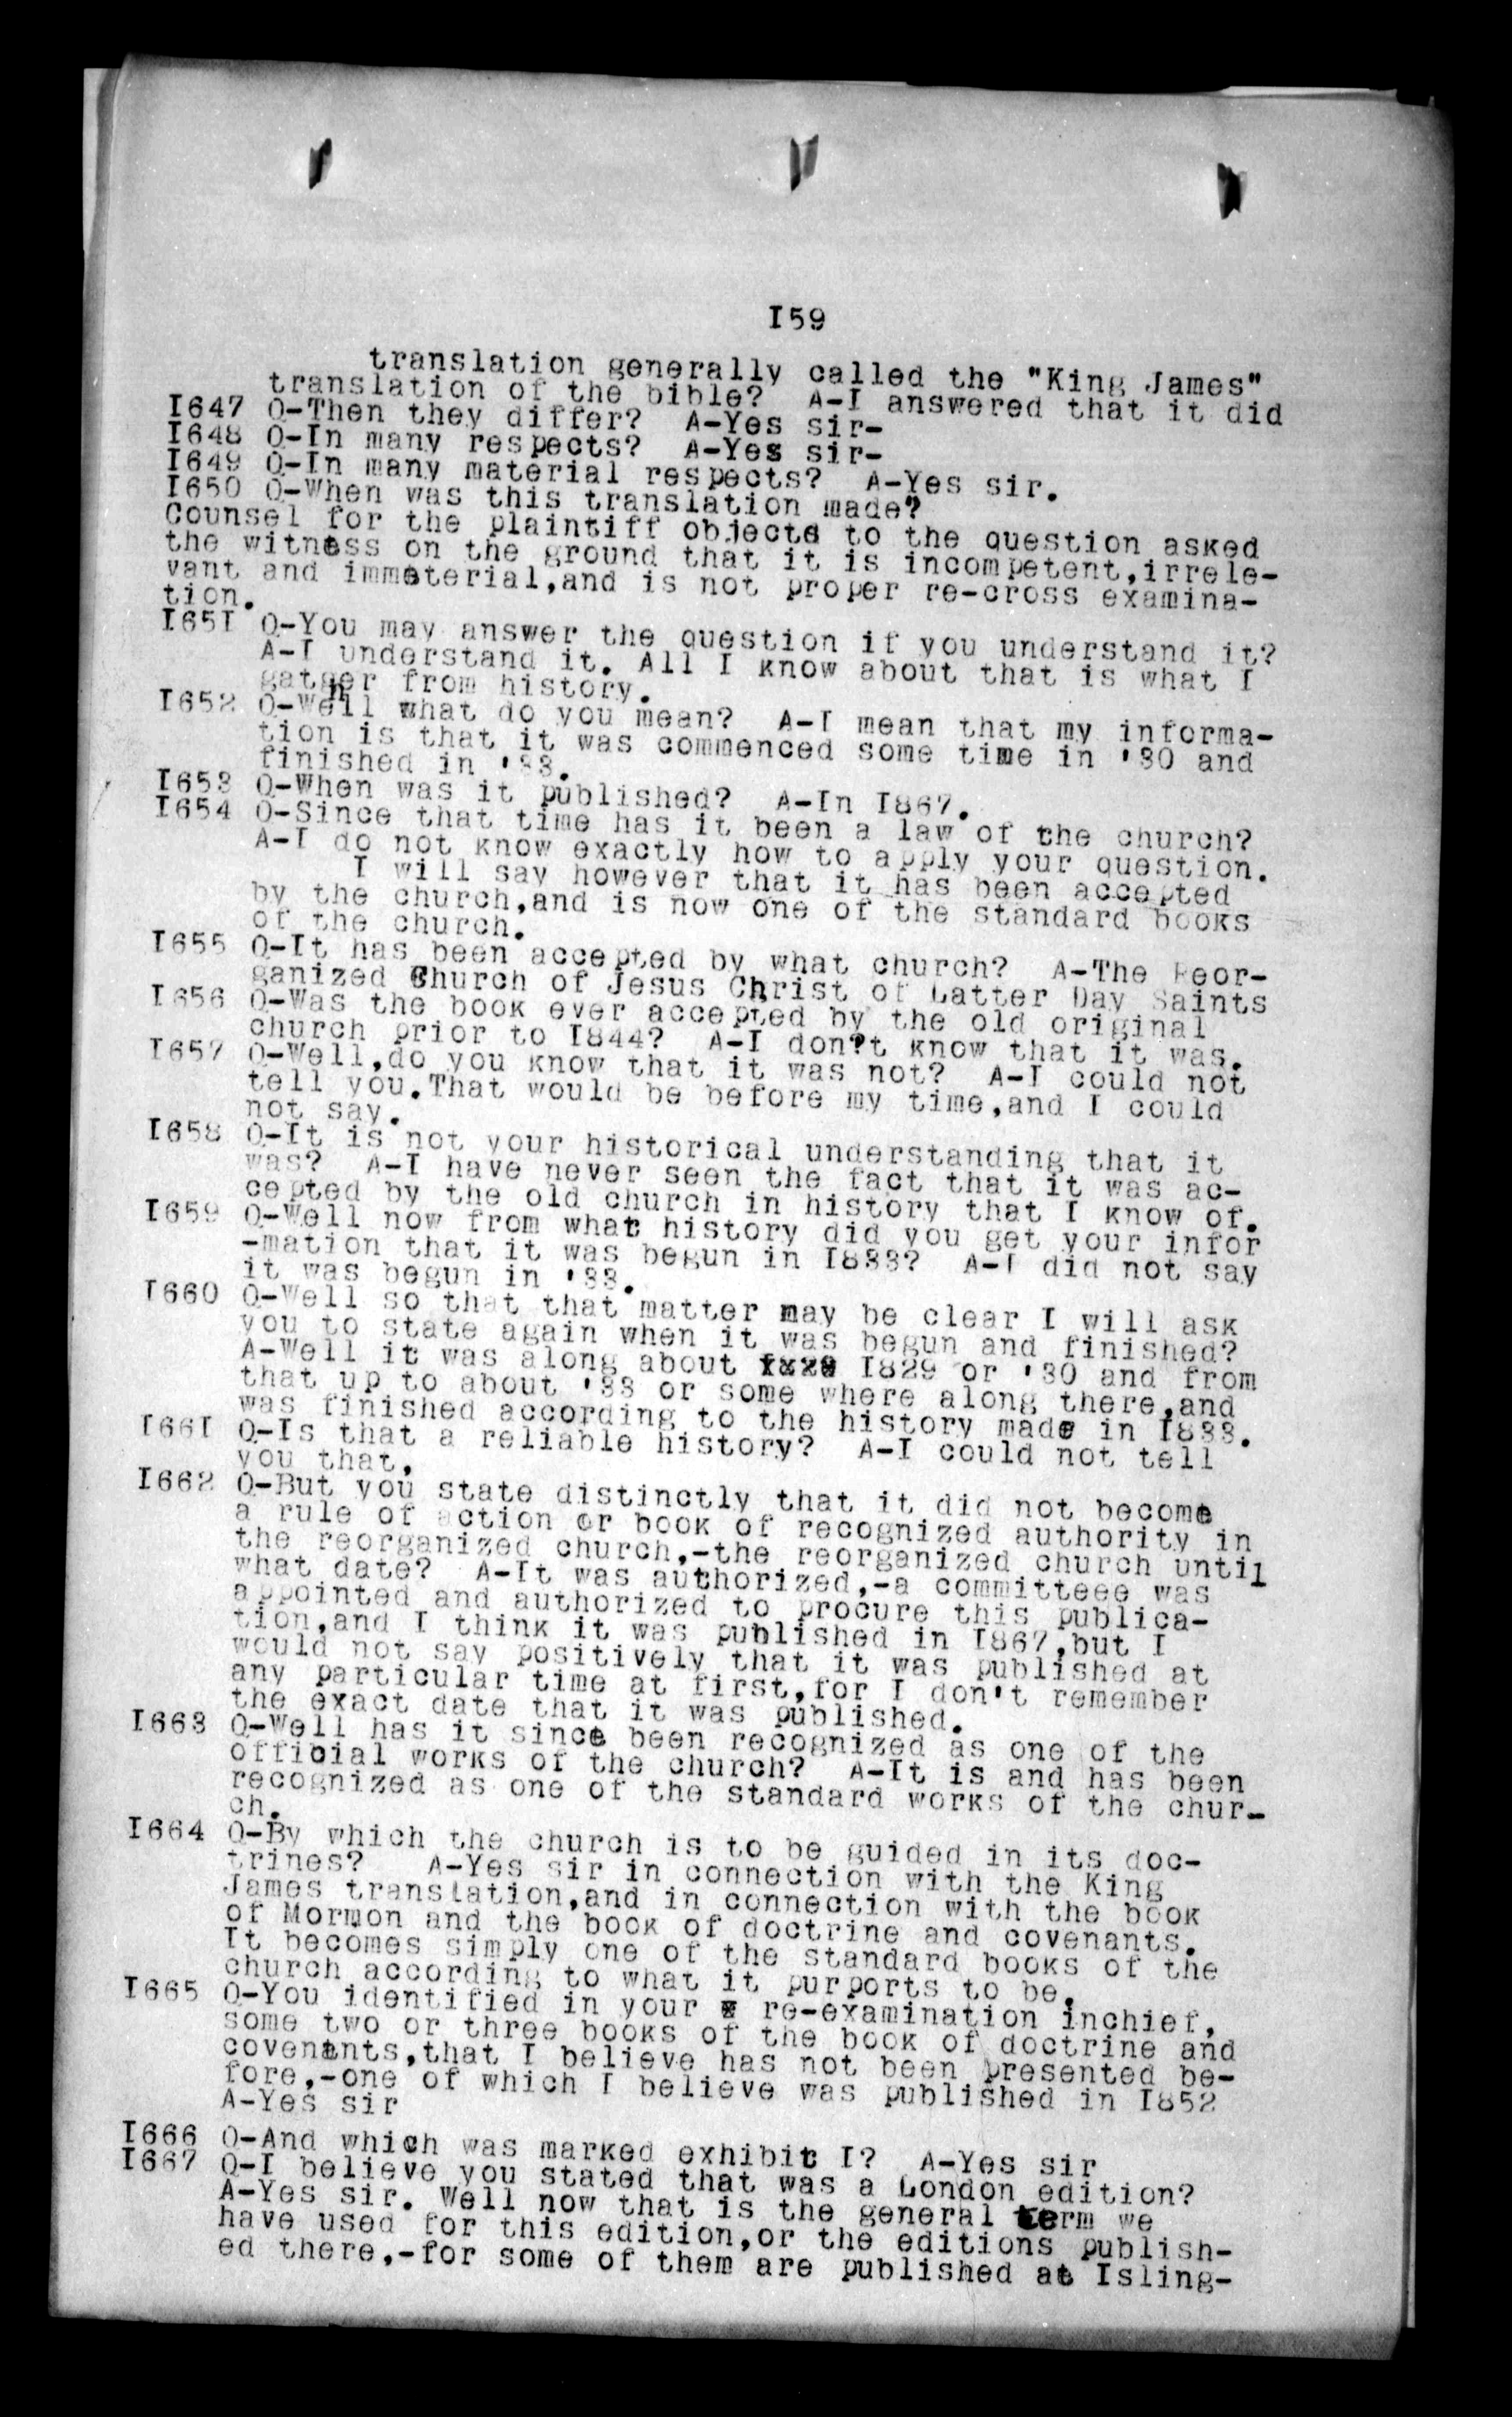 I59
translation generally called the "King James"
translation of the bible? A-I answered that it did
I647 Q-Then they differ? A-Yes sir-
I648 Q-In many respects? A-Yes sir-
I649 Q-In many material respects? A-Yes sir.
I650 Q-When was this translation made?
Counsel for the plaintiff objects to the question asked
the witness on the ground that it is incompetent,irrele-
vant and immaterial,and is not proper re-cross examina-
tion.
I65I Q-You may answer the question if you understand it?
A-I understand it. All I know about that is what I
gather from history.
I652 Q-Well what do you mean? A-I mean that my informa-
tion is that it was commenced some time in '30 and
finished in '33.
I653 Q-When was it published? A-In I867.
I654 Q-Since that time has it been a law of the church?
A-I do not know exactly how to apply your question.
I will say however that it has been accepted
by the church,and is now one of the standard books
of the church.
I655 Q-It has been accepted by what church? A-The Reor-
ganized Church of Jesus Christ of Latter Day Saints
I656 Q-Was the book ever accepted by the old original
church prior to I844? A-I don't know that it was.
I657 Q-Well,do you know that it was not? A-I could not
tell you.That would be before my time,and I could
not say.
I658 Q-It is not your historical understanding that it
was? A-I have never seen the fact that it was ac-
cepted by the old church in history that I know of.
I659 Q-Well now from what history did you get your infor
-mation that it was begun in I833? A-I did not say
it was begun in '33.
I660 Q-Well so that that matter may be clear I will ask
you to state again when it was begun and finished?
A-Well it was along about I829 or '30 and from
that up to about '33 or some where along there,and
was finished according to the history made in I833.
I66I Q-Is that a reliable history? A-I could not tell
you that.
I662 Q-But you state distinctly that it did not become
a rule of action or book of recognized authority in
the reorganized church,-the reorganized church until
what date? A-It was authorized,-a committeee was
appointed and authorized to procure this publica-
tion,and I think it was published in I867,but I
would not say positively that it was published at
any particular time at first,for I don't remember
the exact date that it was published.
I663 Q-Well has it since been recognized as one of the
official works of the church? A-It is and has been
recognized as one of the standard works of the chur-
ch.
I664 Q-By which the church is to be guided in its doc-
trines? A-Yes sir in connection with the King
James translation,and in connection with the book
of Mormon and the book of doctrine and covenants.
It becomes simply one of the standard books of the
church according to what it purports to be.
I665 Q-You identified in your re-examination inchief,
some two or three books of the book of doctrine and
covenants,that I believe has not been presented be-
fore,-one of which I believe was published in I852
A-Yes sir
I666 Q-And which was marked exhibit I? A-Yes sir
I667 Q-I believe you stated that was a London edition?
A-Yes sir. Well now that is the general term we
have used for this edition,or the editions publish-
ed there,-for some of them are published at Isling-